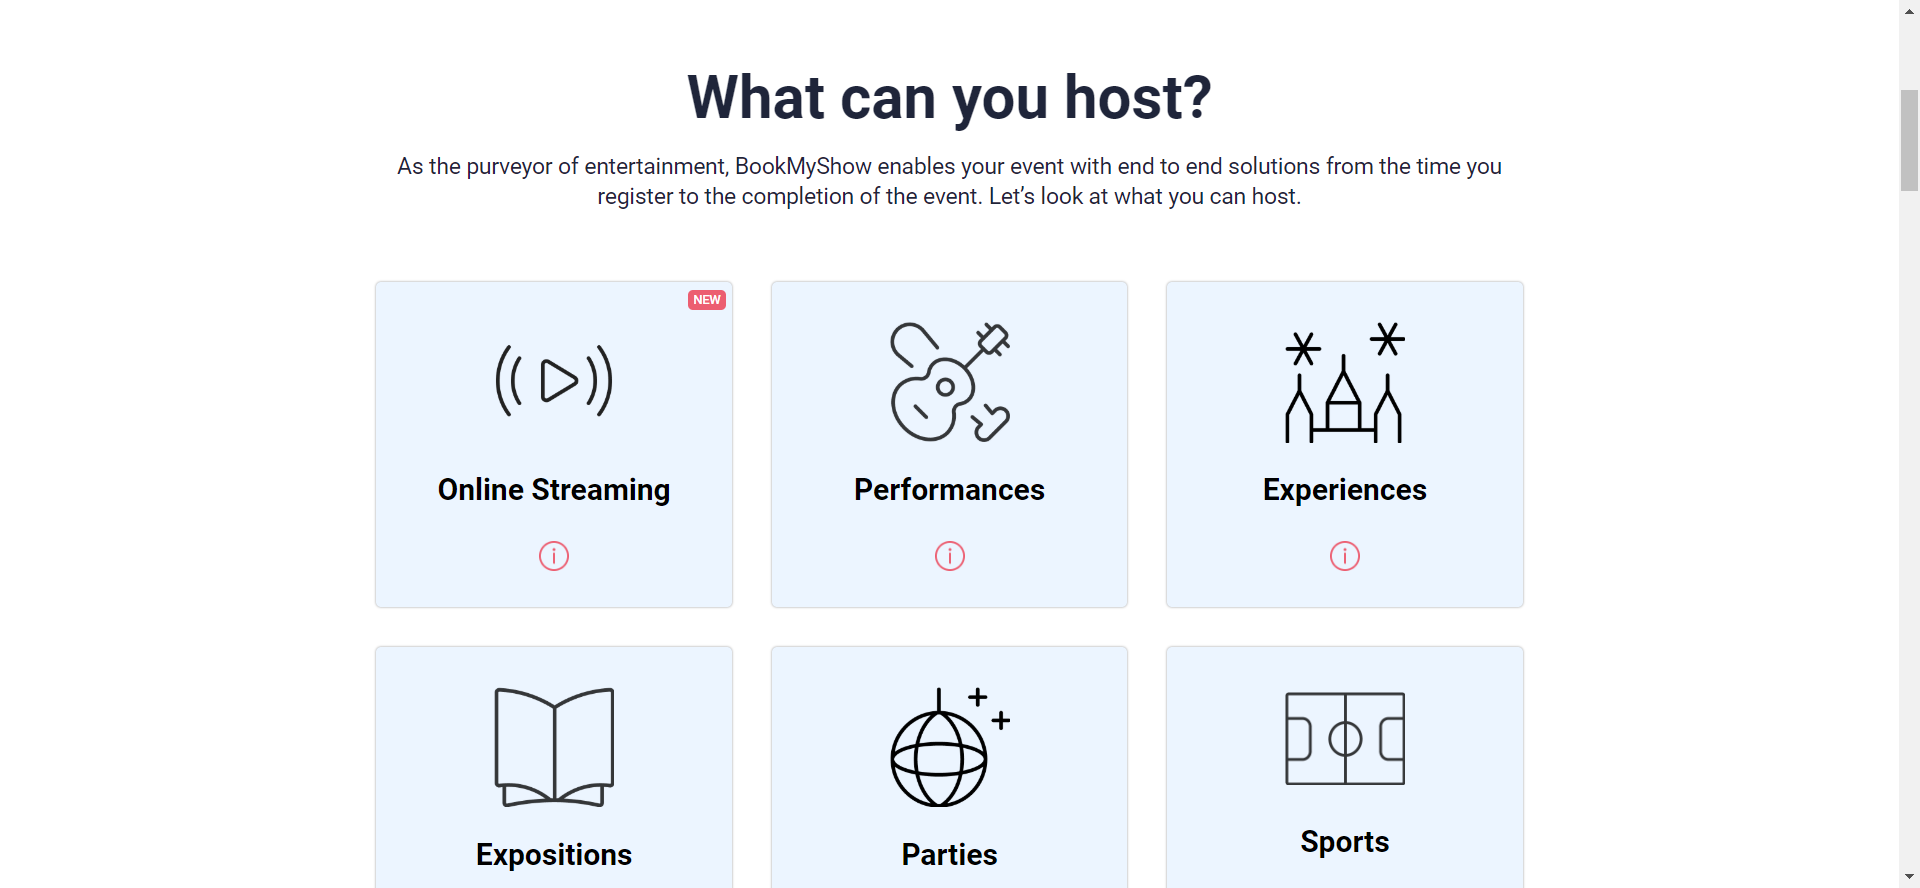 What can you host?
As the purveyor of entertainment, BookMyShow enables your event with end to end solutions from the time you
register to the completion of the event. Let’s look at what you can host.
NEW
Online Streaming
Performances
Experiences
Expositions
Parties
Sports